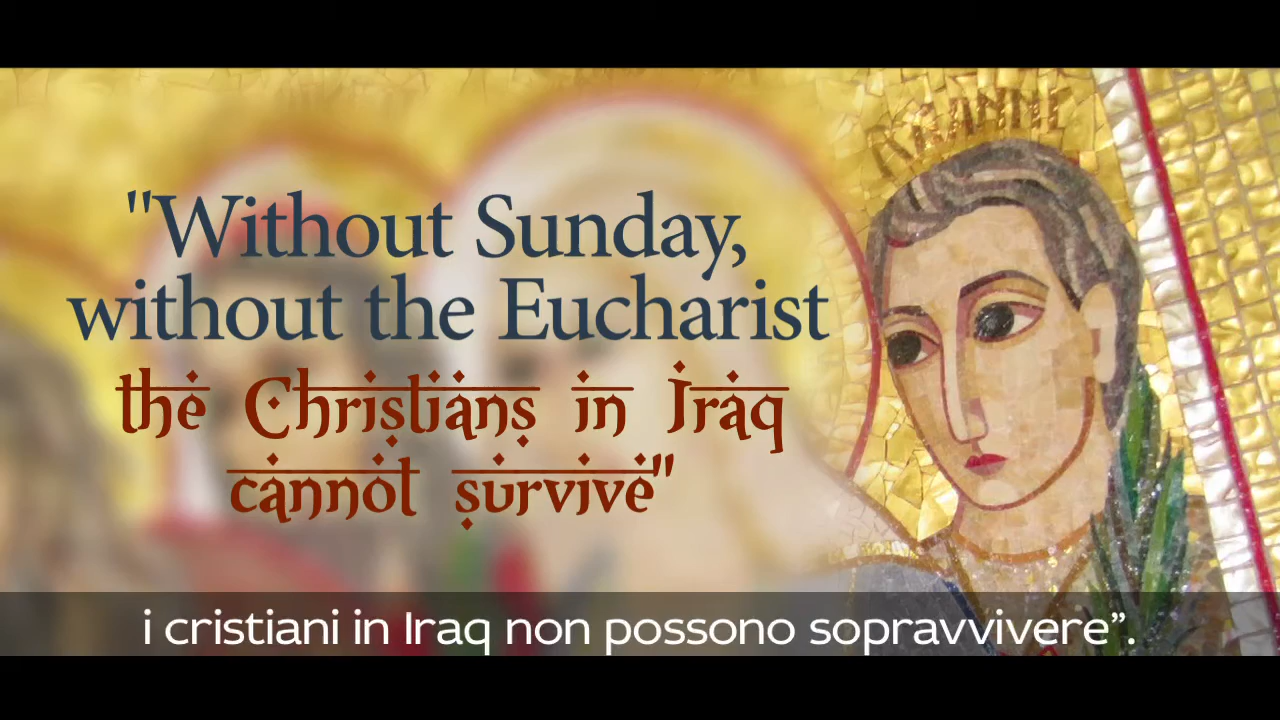 "Without Sunday,
without the Eucharist
the Christians in Iraq
cannot survive"
i cristiani in Iraq non possono sopravvivere”.